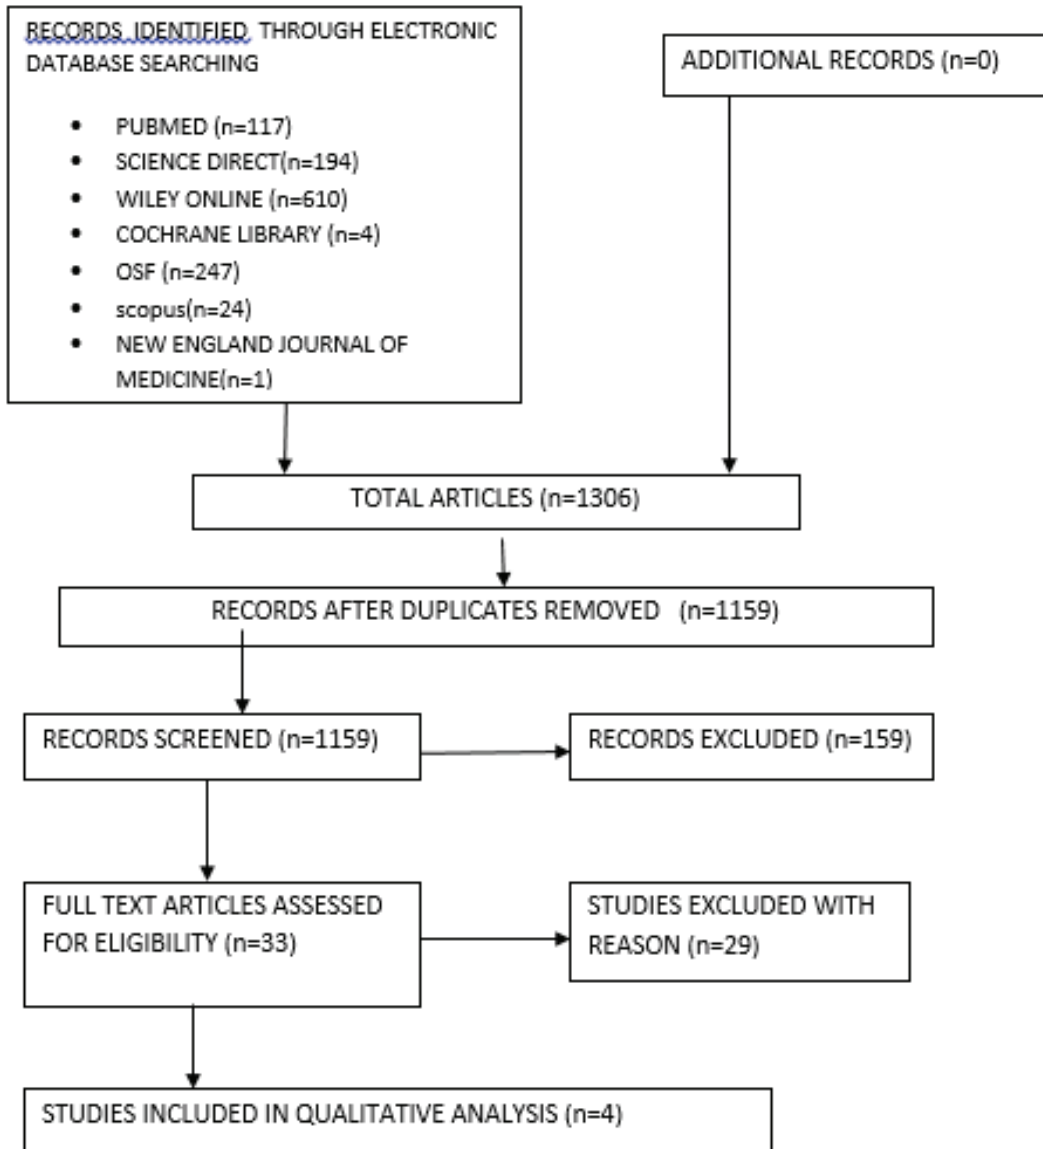 RECORDS IDENTIFIED THROUGH ELECTRONIC
DATABASE SEARCHING
• PUBMED (n=117)
• SCIENCE DIRECT(n=194)
• WILEY ONLINE (n=610)
• COCHRANE LIBRARY (n=4)
• OSF (n=247)
• scopus(n=24)
• NEW ENGLAND JOURNAL OF
MEDICINE(n=1)
ADDITIONAL RECORDS (n=0)
TOTAL ARTICLES (n=1306)
RECORDS AFTER DUPLICATES REMOVED (n=1159)
RECORDS SCREENED (n=1159)
RECORDS EXCLUDED (n=159)
FULL TEXT ARTICLES ASSESSED
FOR ELIGIBILITY (n=33)
STUDIES EXCLUDED WITH
REASON (n=29)
STUDIES INCLUDED IN QUALITATIVE ANALYSIS (n=4)